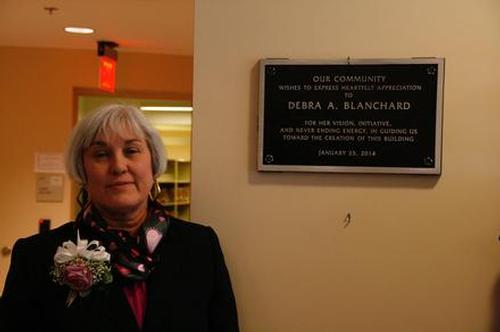 OUR COMMUNITY
WISHES TO EXPRESS HEARTFELT APPRECIATION
TO
DEBRA A. BLANCHARD
FOR HER VISION, INITIATIVE,
AND NEVER ENDING ENERGY, IN GUIDING US
TOWARD THE CREATION OF THIS BUILDING
JANUARY 25, 2014